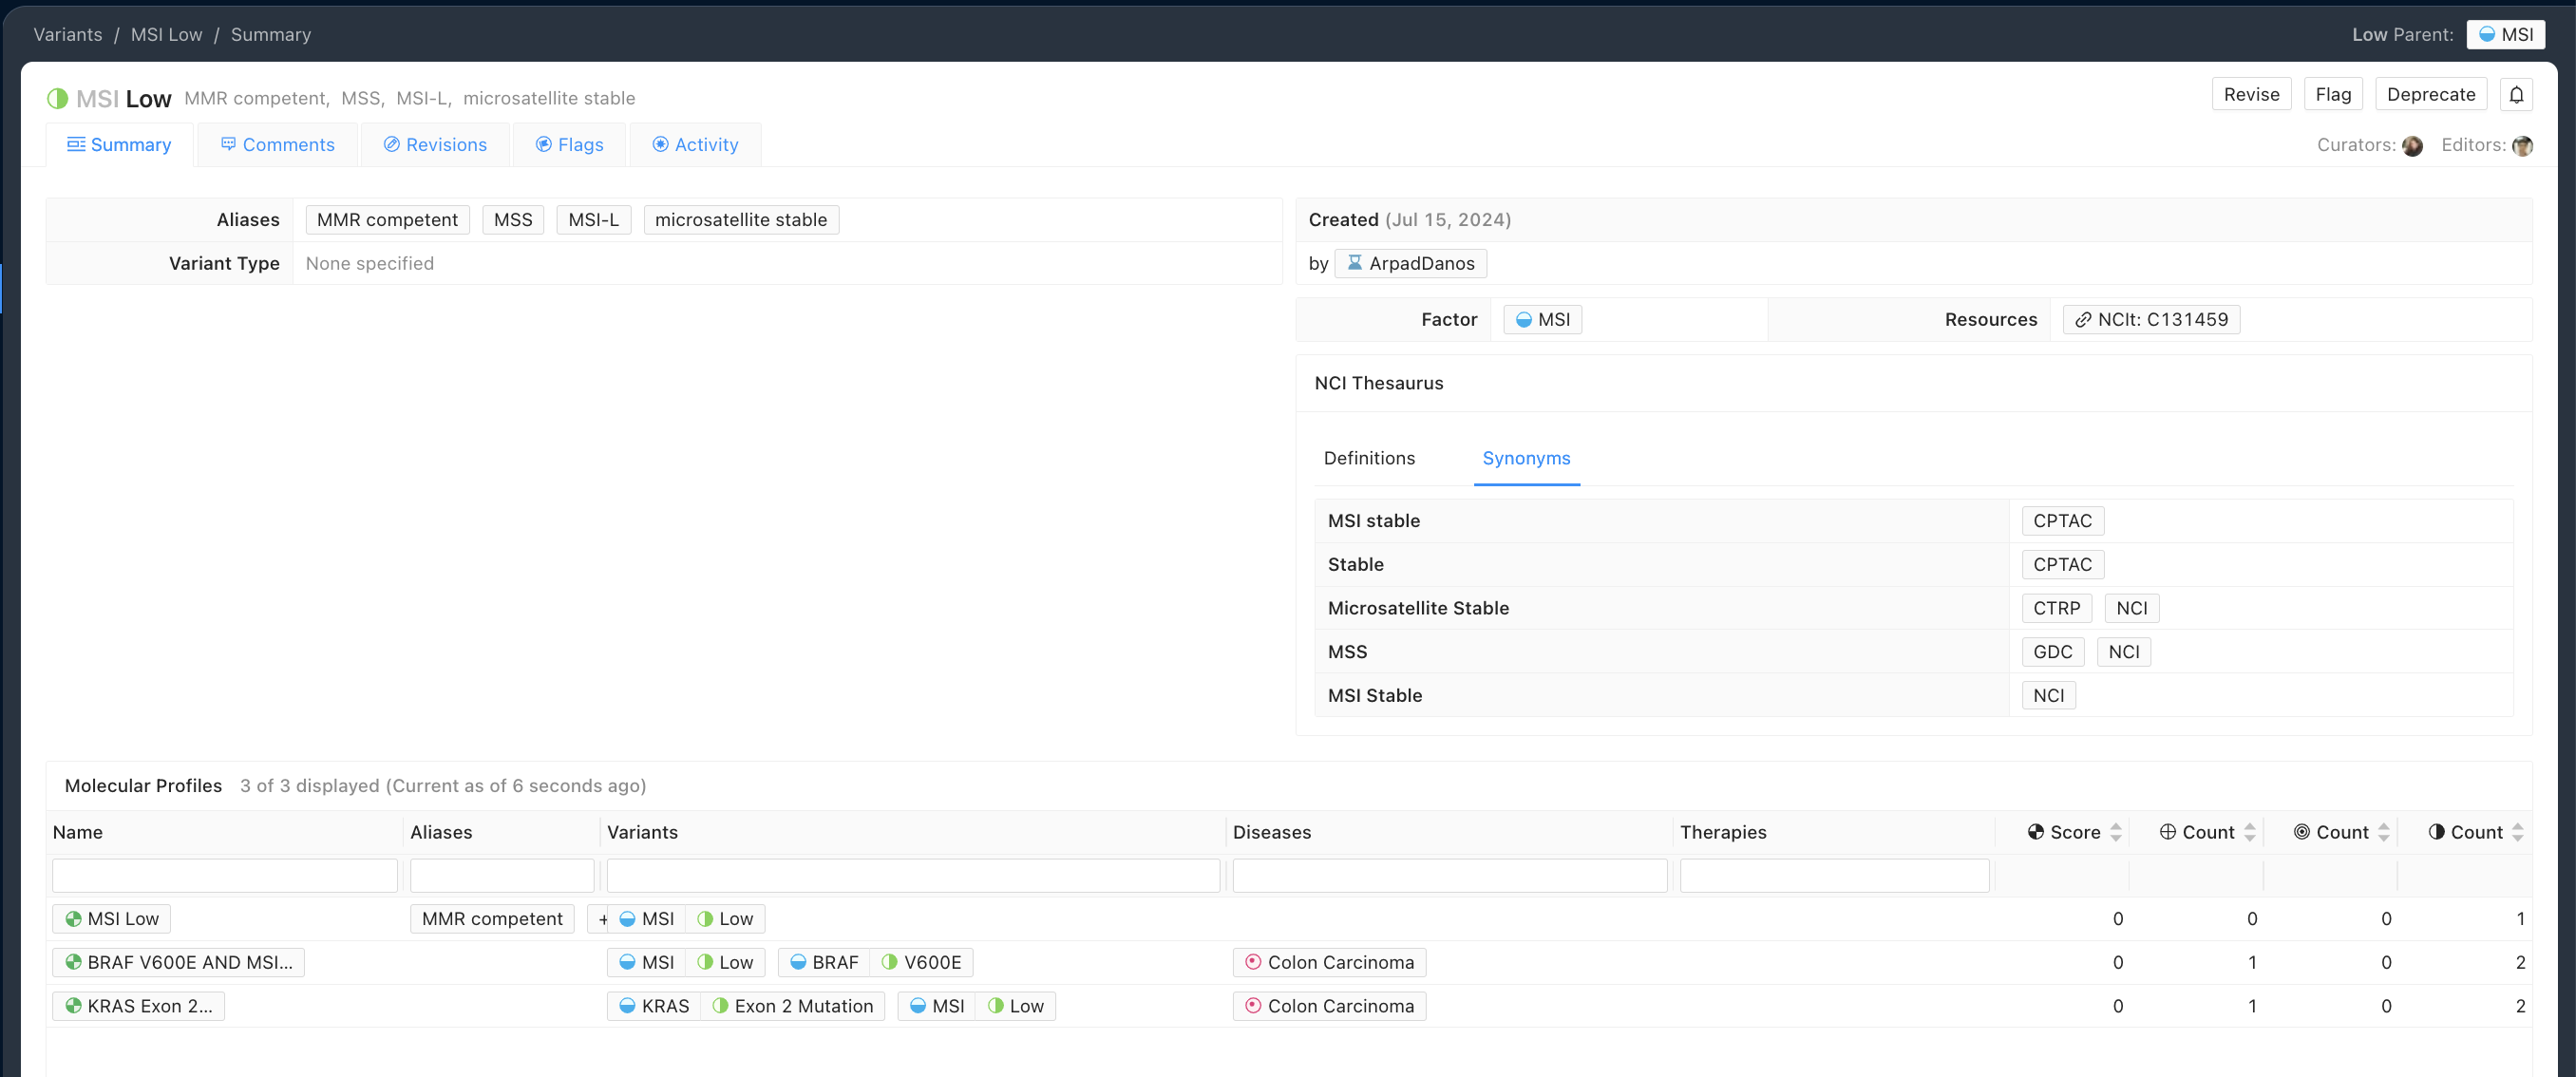 Variants / MSI Low / Summary
Low Parent: MSI
MSI Low MMR competent, MSS, MSI-L, microsatellite stable
Revise Flag Deprecate
Summary Comments Revisions Flags Activity
Curators: Editors:
Aliases MMR competent MSS MSI-L microsatellite stable
Variant Type None specified
Created (Jul 15, 2024)
by ArpadDanos
Factor MSI Resources NCIt: C131459
NCI Thesaurus
Definitions Synonyms
MSI stable CPTAC
Stable CPTAC
Microsatellite Stable CTRP NCI
MSS GDC NCI
MSI Stable NCI
Molecular Profiles 3 of 3 displayed (Current as of 6 seconds ago)
Name Aliases Variants Diseases Therapies Score Count Count Count
MSI Low MMR competent + MSI Low 0 0 0 1
BRAF V600E AND MSI... MSI Low BRAF V600E Colon Carcinoma 0 1 0 2
KRAS Exon 2... KRAS Exon 2 Mutation MSI Low Colon Carcinoma 0 1 0 2